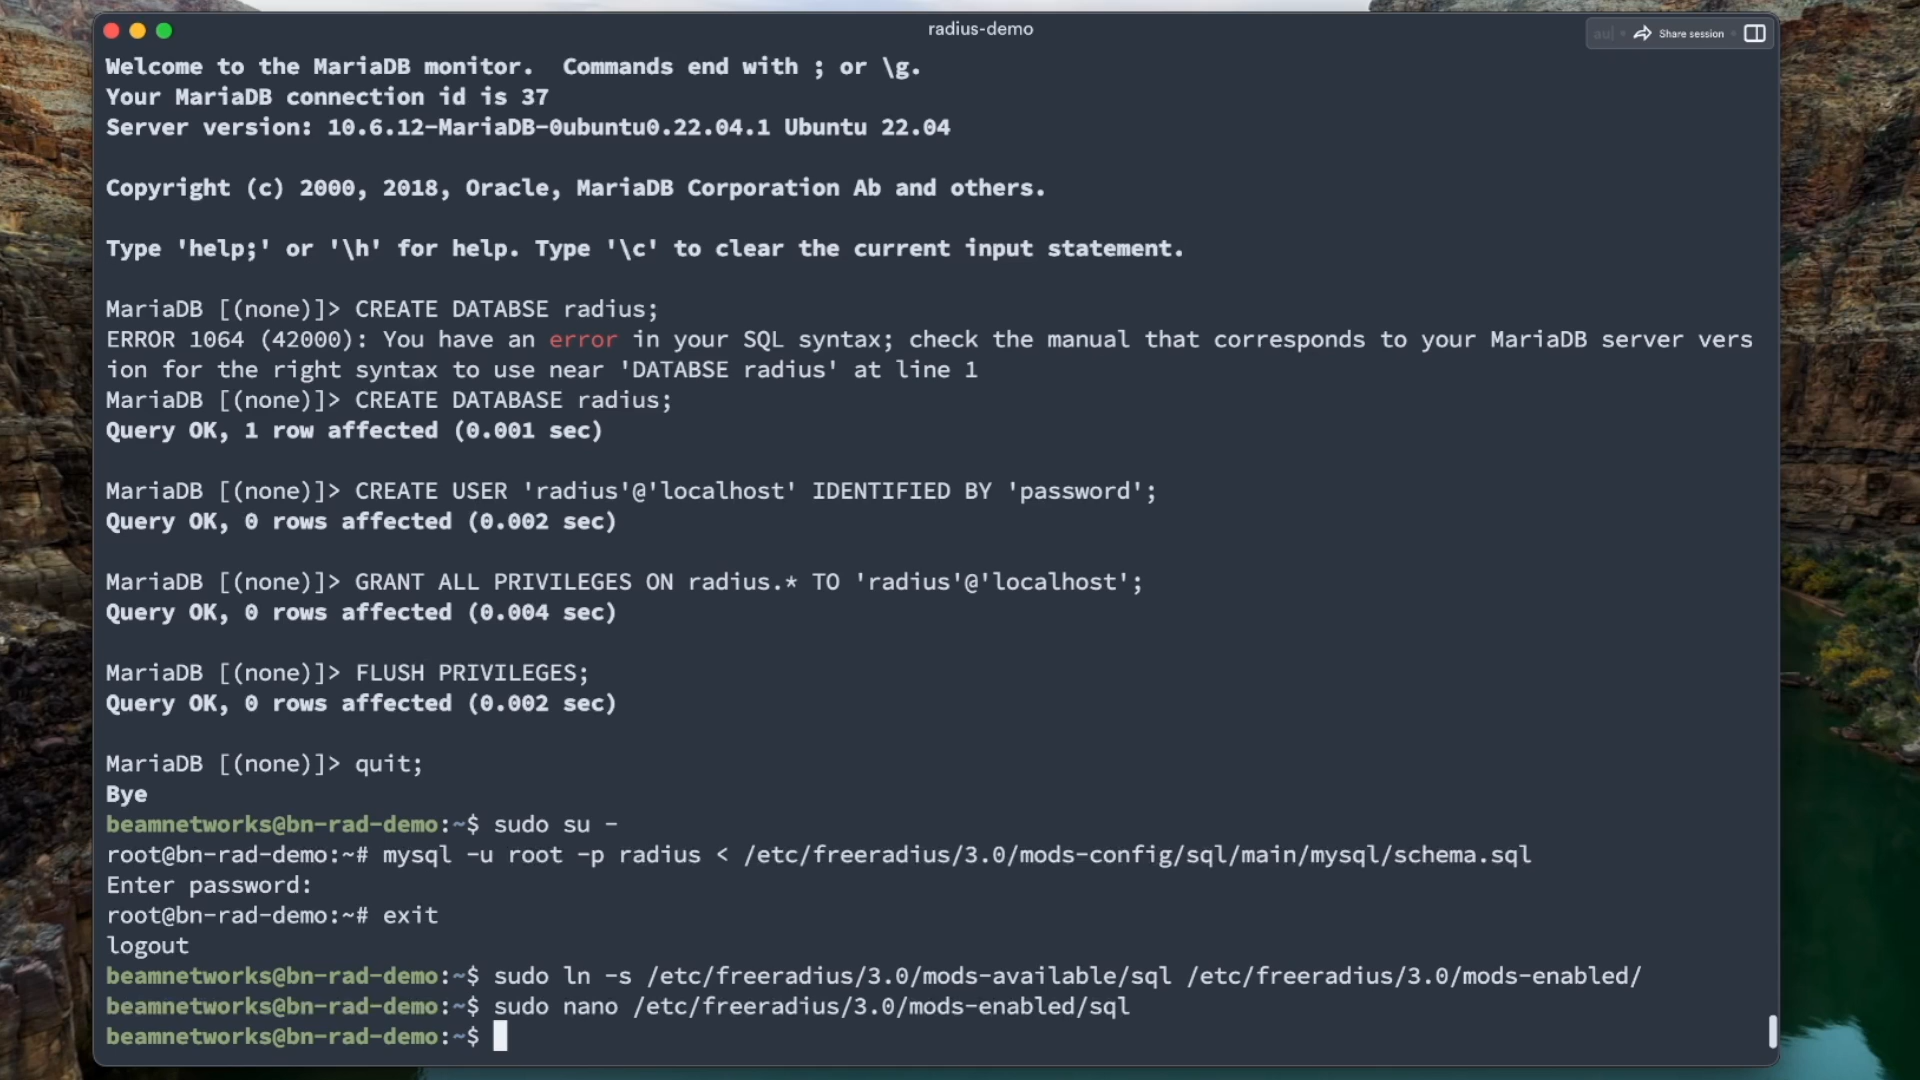 radius-demo
Share session
Welcome to the MariaDB monitor.  Commands end with ; or \g.
Your MariaDB connection id is 37
Server version: 10.6.12-MariaDB-0ubuntu0.22.04.1 Ubuntu 22.04
Copyright (c) 2000, 2018, Oracle, MariaDB Corporation Ab and others.
Type 'help;' or '\h' for help. Type '\c' to clear the current input statement.
MariaDB [(none)]> CREATE DATABSE radius;
ERROR 1064 (42000): You have an error in your SQL syntax; check the manual that corresponds to your MariaDB server vers
ion for the right syntax to use near 'DATABSE radius' at line 1
MariaDB [(none)]> CREATE DATABASE radius;
Query OK, 1 row affected (0.001 sec)
MariaDB [(none)]> CREATE USER 'radius'@'localhost' IDENTIFIED BY 'password';
Query OK, 0 rows affected (0.002 sec)
MariaDB [(none)]> GRANT ALL PRIVILEGES ON radius.* TO 'radius'@'localhost';
Query OK, 0 rows affected (0.004 sec)
MariaDB [(none)]> FLUSH PRIVILEGES;
Query OK, 0 rows affected (0.002 sec)
MariaDB [(none)]> quit;
Bye
beamnetworks@bn-rad-demo:~$ sudo su -
root@bn-rad-demo:~# mysql -u root -p radius < /etc/freeradius/3.0/mods-config/sql/main/mysql/schema.sql
Enter password:
root@bn-rad-demo:~# exit
logout
beamnetworks@bn-rad-demo:~$ sudo ln -s /etc/freeradius/3.0/mods-available/sql /etc/freeradius/3.0/mods-enabled/
beamnetworks@bn-rad-demo:~$ sudo nano /etc/freeradius/3.0/mods-enabled/sql
beamnetworks@bn-rad-demo:~$